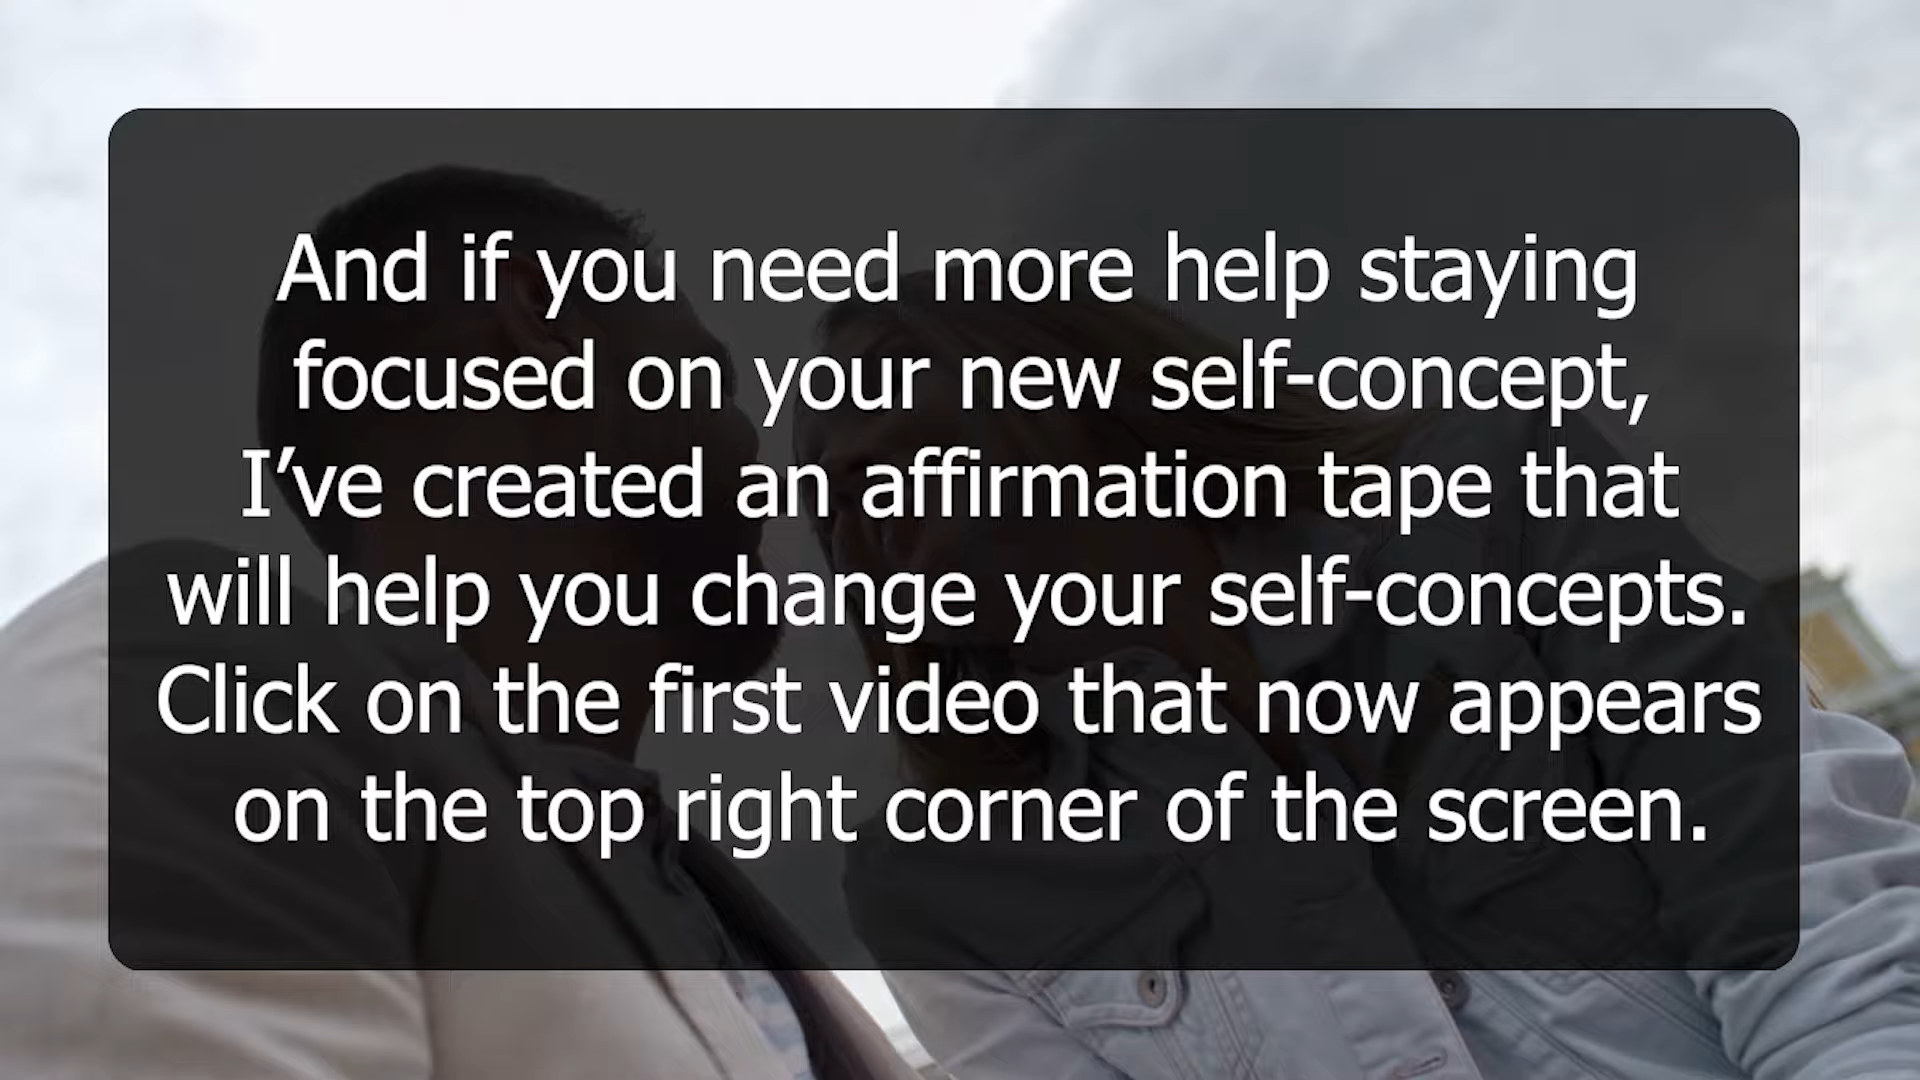 And if you need more help staying
focused on your new self-concept,
I’ve created an affirmation tape that
will help you change your self-concepts.
Click on the first video that now appears
on the top right corner of the screen.